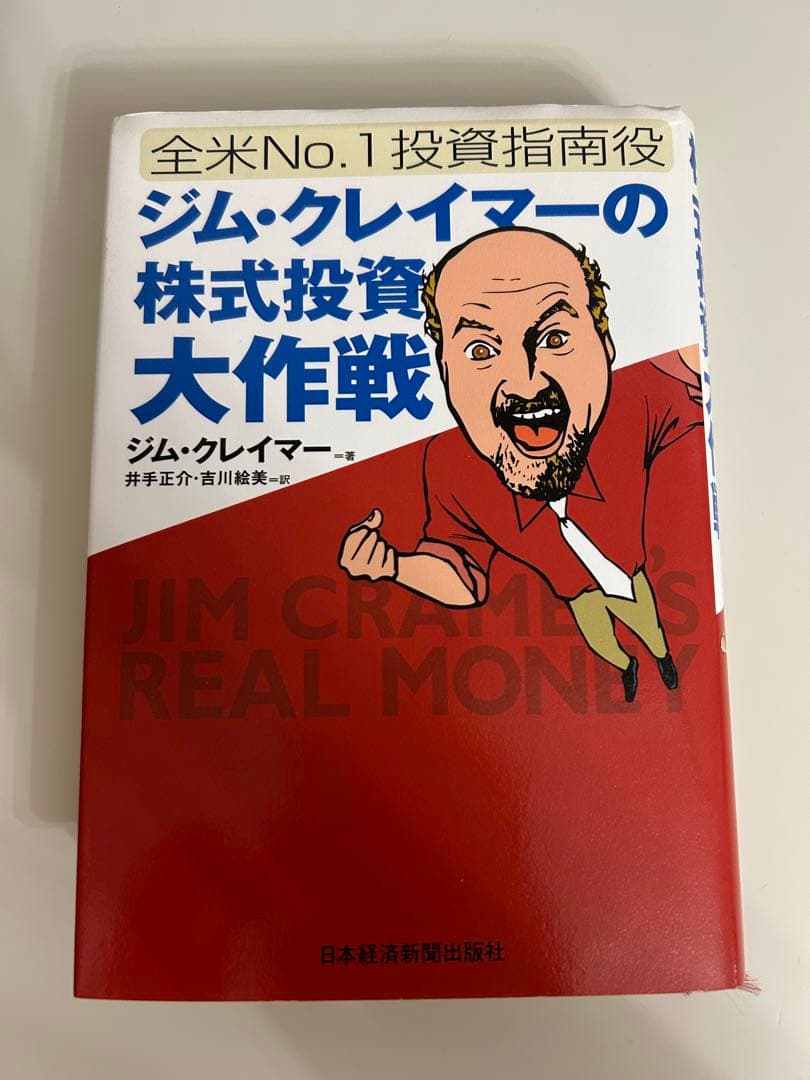 全米No.1投資指南役
ジム・クレイマーの
株式投資
大作戦
ジム・クレイマー=著
井手正介・吉川絵美=訳
JIM CRAMER'S
REAL MONEY
日本経済新聞出版社